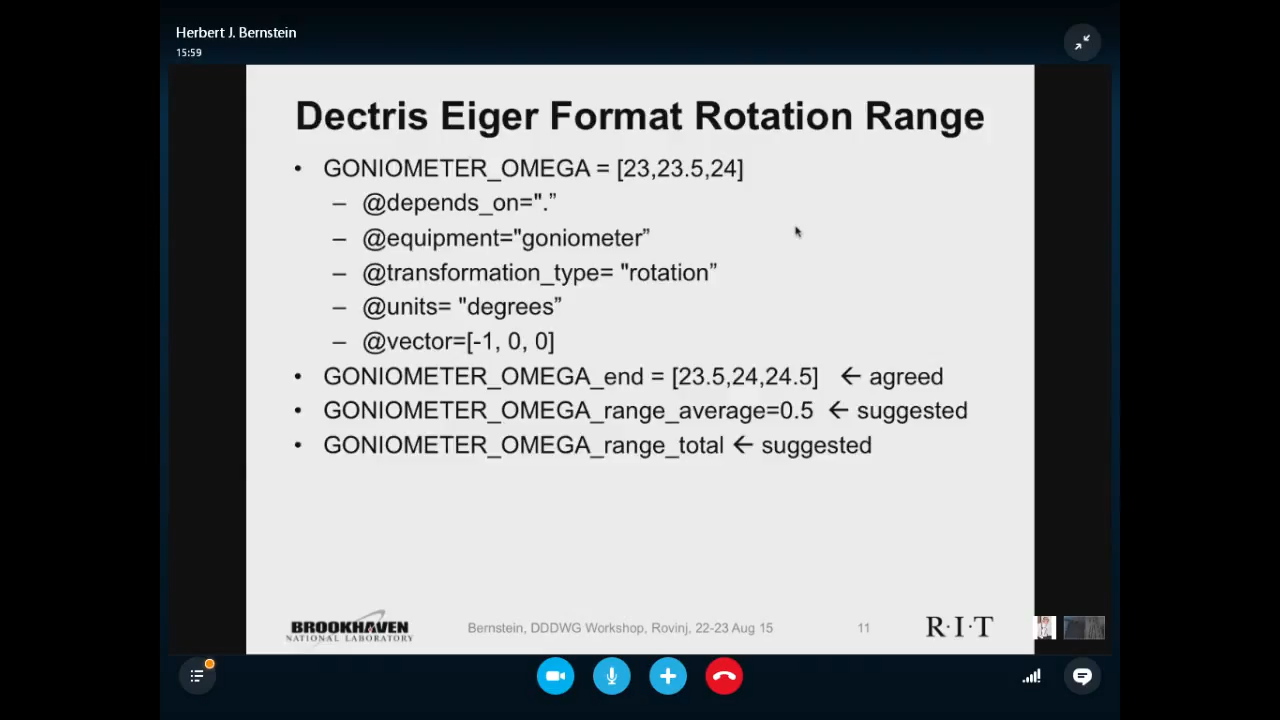 Herbert J. Bernstein
15:59
Dectris Eiger Format Rotation Range
• GONIOMETER_OMEGA = [23,23.5,24]
– @depends_on="."
– @equipment="goniometer”
– @transformation_type= "rotation”
– @units= "degrees”
– @vector=[-1, 0, 0]
• GONIOMETER_OMEGA_end = [23.5,24,24.5] ← agreed
• GONIOMETER_OMEGA_range_average=0.5 ← suggested
• GONIOMETER_OMEGA_range_total ← suggested
BROOKHAVEN
NATIONAL LABORATORY
Bernstein, DDDWG Workshop, Rovinj, 22-23 Aug 15
11
R·I·T